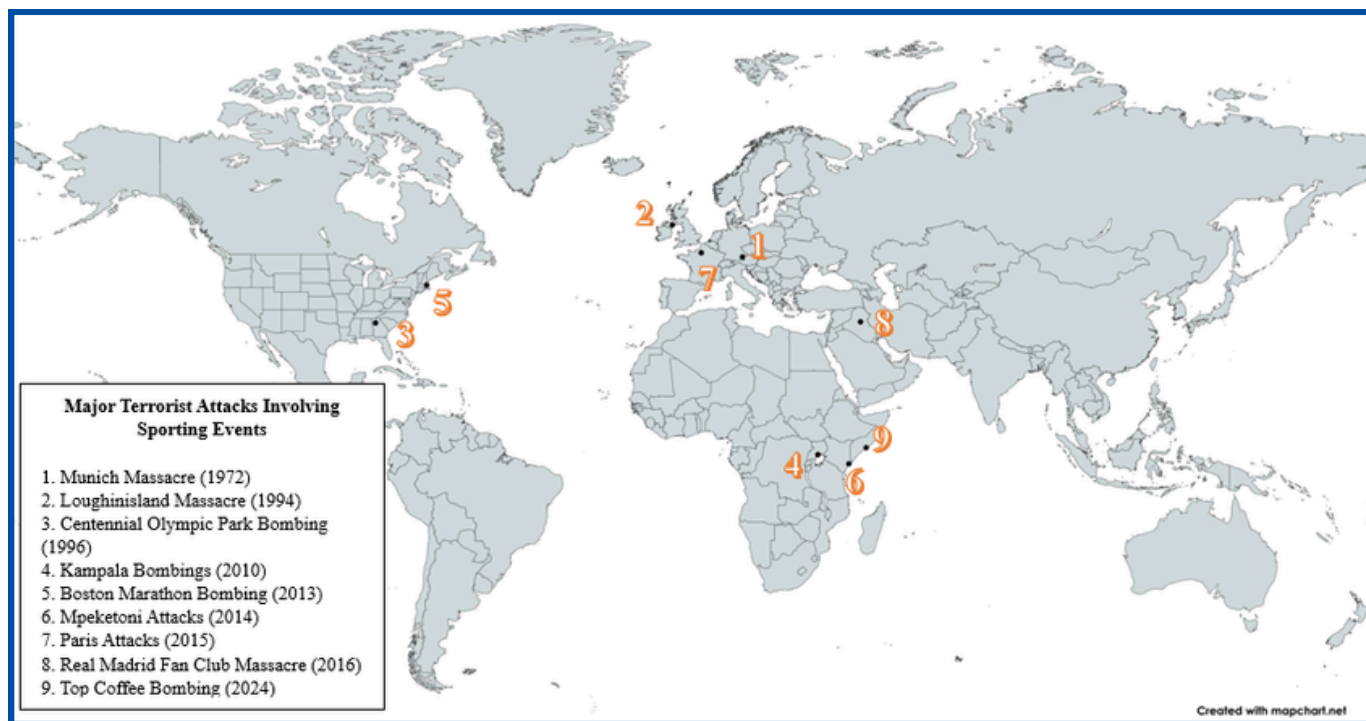 2
1
7
5
3
8
9
4
6
Major Terrorist Attacks Involving
Sporting Events
1. Munich Massacre (1972)
2. Loughinisland Massacre (1994)
3. Centennial Olympic Park Bombing
(1996)
4. Kampala Bombings (2010)
5. Boston Marathon Bombing (2013)
6. Mpeketoni Attacks (2014)
7. Paris Attacks (2015)
8. Real Madrid Fan Club Massacre (2016)
9. Top Coffee Bombing (2024)
Created with mapchart.net